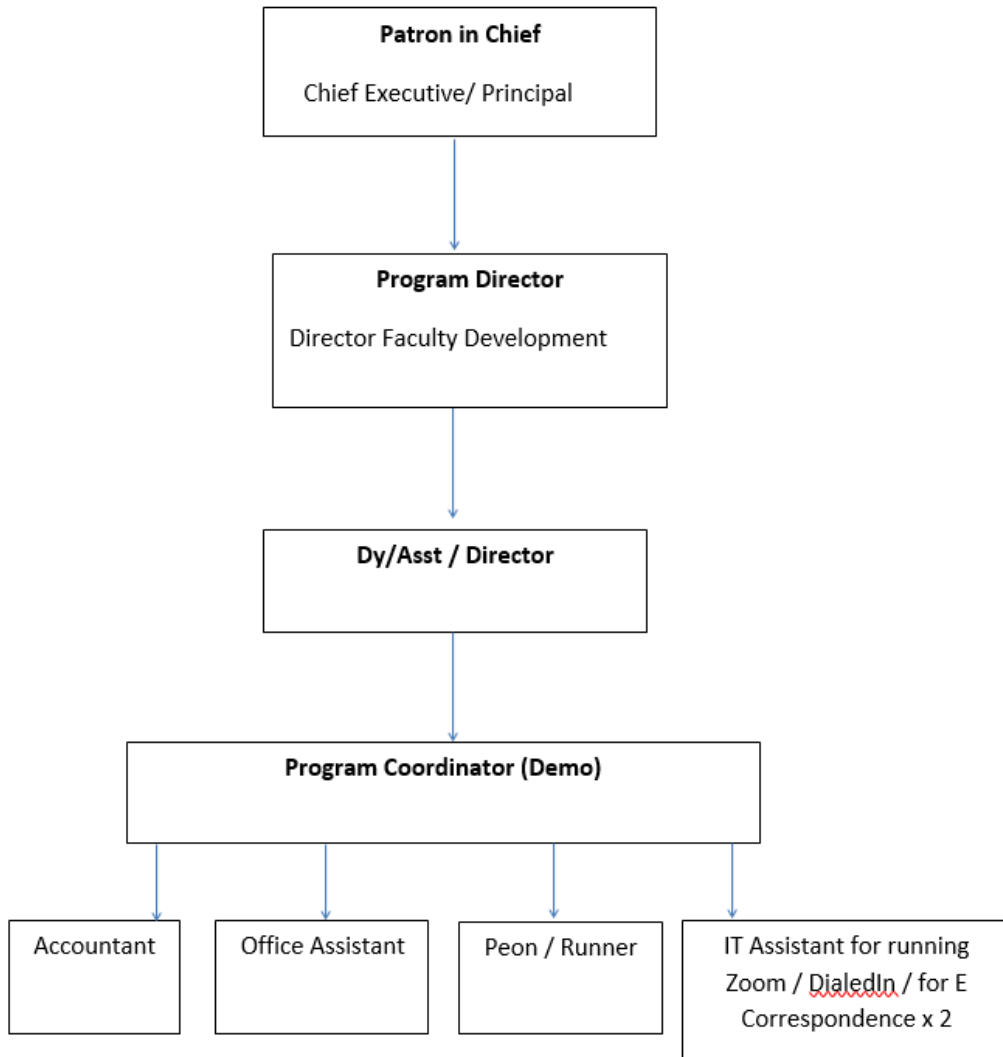 Patron in Chief
Chief Executive/ Principal
Program Director
Director Faculty Development
Dy/Asst / Director
Program Coordinator (Demo)
Accountant
Office Assistant
Peon / Runner
IT Assistant for running
Zoom / DialedIn / for E
Correspondence x 2